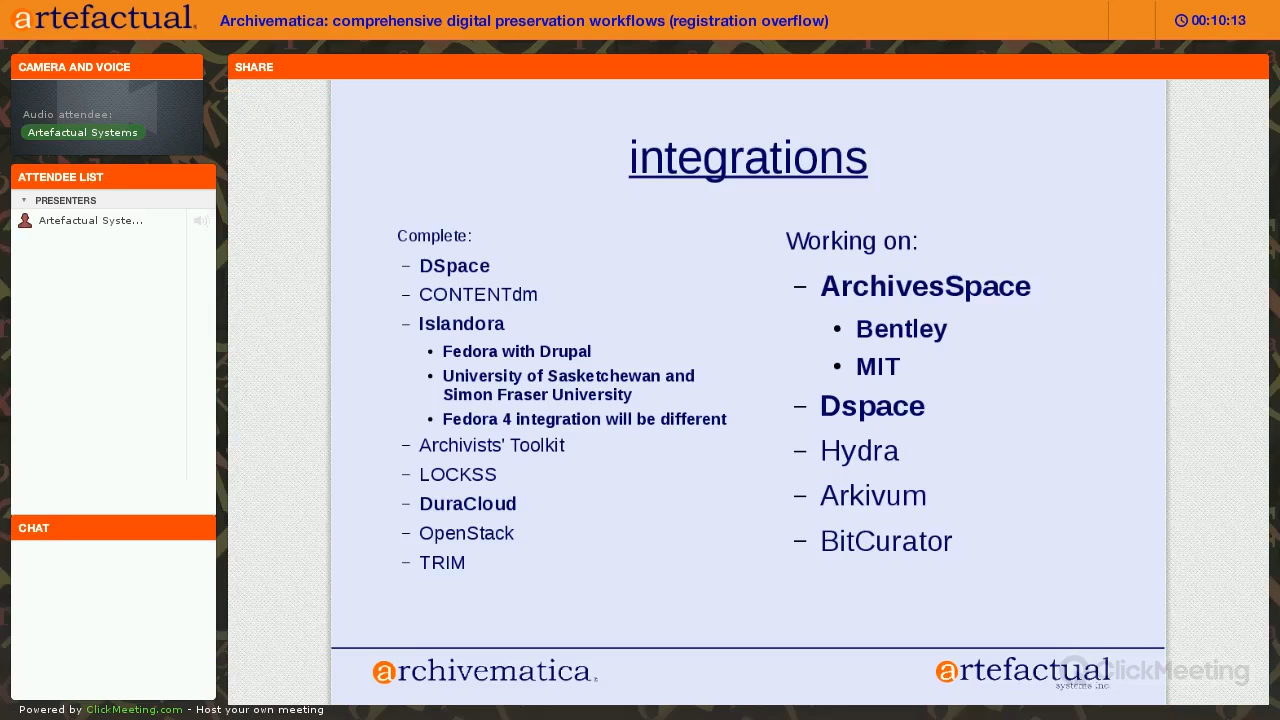 artefactual
Archivematica: comprehensive digital preservation workflows (registration overflow)
00:10:13
CAMERA AND VOICE
Audio attendee:
Artefactual Systems
ATTENDEE LIST
PRESENTERS
Artefactual Syste...
CHAT
SHARE
integrations
Complete:
– DSpace
– CONTENTdm
– Islandora
• Fedora with Drupal
• University of Sasketchewan and
Simon Fraser University
• Fedora 4 integration will be different
– Archivists' Toolkit
– LOCKSS
– DuraCloud
– OpenStack
– TRIM
Working on:
– ArchivesSpace
• Bentley
• MIT
– Dspace
– Hydra
– Arkivum
– BitCurator
archivematica
artefactual
systems inc.
ClickMeeting
Powered by ClickMeeting.com - Host your own meeting